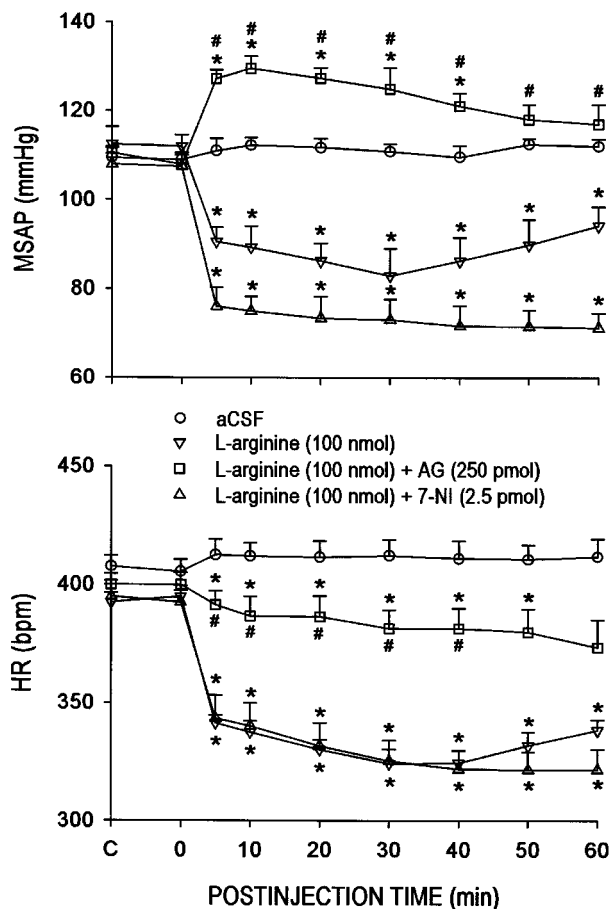 140
120
100
80
60
MSAP (mmHg)
# # # # # # #
* * * * *
* * * * * * *
* * * * * * *
aCSF
L-arginine (100 nmol)
L-arginine (100 nmol) + AG (250 pmol)
L-arginine (100 nmol) + 7-NI (2.5 pmol)
450
400
350
300
HR (bpm)
* * * * * *
# # # # #
* * * * * * *
* * * * * * *
C 0 10 20 30 40 50 60
POSTINJECTION TIME (min)